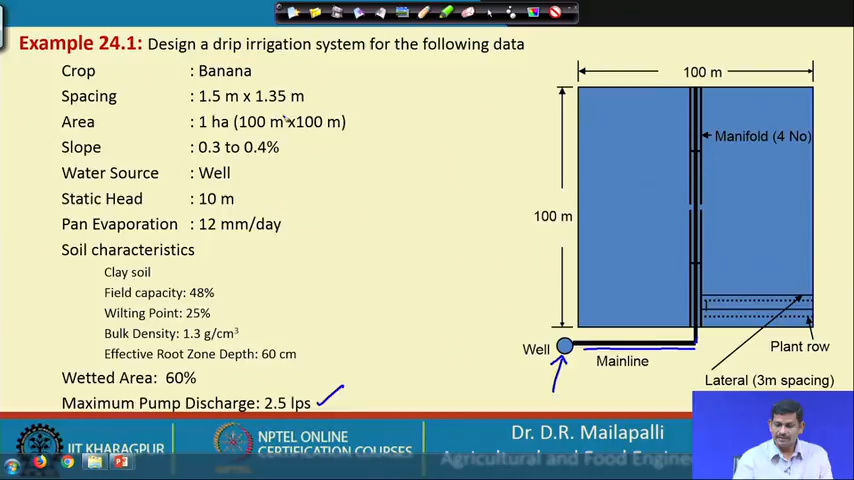 Example 24.1: Design a drip irrigation system for the following data
Crop : Banana
Spacing : 1.5 m x 1.35 m
Area : 1 ha (100 m x100 m)
Slope : 0.3 to 0.4%
Water Source : Well
Static Head : 10 m
Pan Evaporation : 12 mm/day
Soil characteristics
Clay soil
Field capacity: 48%
Wilting Point: 25%
Bulk Density: 1.3 g/cm³
Effective Root Zone Depth: 60 cm
Wetted Area: 60%
Maximum Pump Discharge: 2.5 lps
100 m
Manifold (4 No)
100 m
Well
Mainline
Plant row
Lateral (3m spacing)
IIT KHARAGPUR
NPTEL ONLINE
CERTIFICATION COURSES
Dr. D.R. Mailapalli
Agricultural and Food Engineer